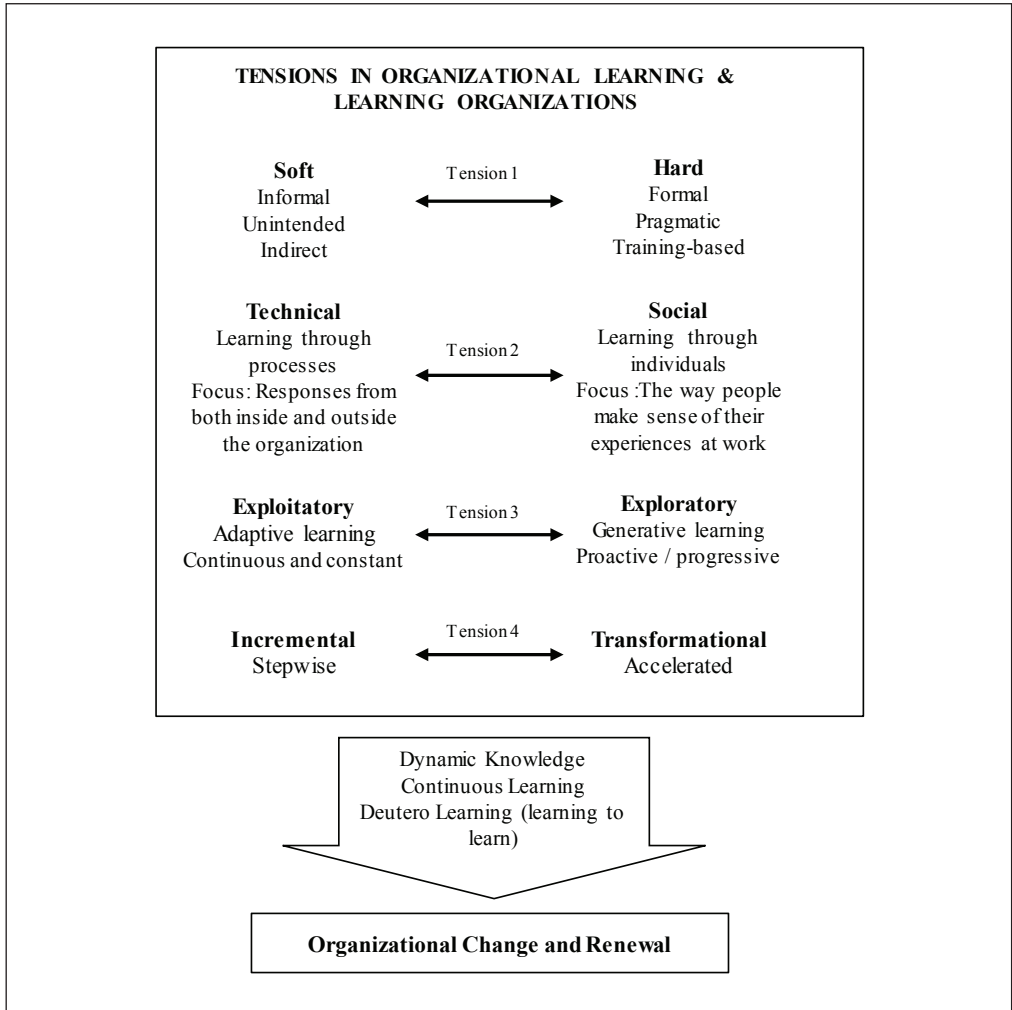 TENSIONS IN ORGANIZATIONAL LEARNING &
LEARNING ORGANIZATIONS
Soft
Informal
Unintended
Indirect
Tension 1
Hard
Formal
Pragmatic
Training-based
Technical
Learning through
processes
Focus: Responses from
both inside and outside
the organization
Tension 2
Social
Learning through
individuals
Focus :The way people
make sense of their
experiences at work
Exploitatory
Adaptive learning
Continuous and constant
Tension 3
Exploratory
Generative learning
Proactive / progressive
Incremental
Stepwise
Tension 4
Transformational
Accelerated
Dynamic Knowledge
Continuous Learning
Deutero Learning (learning to
learn)
Organizational Change and Renewal